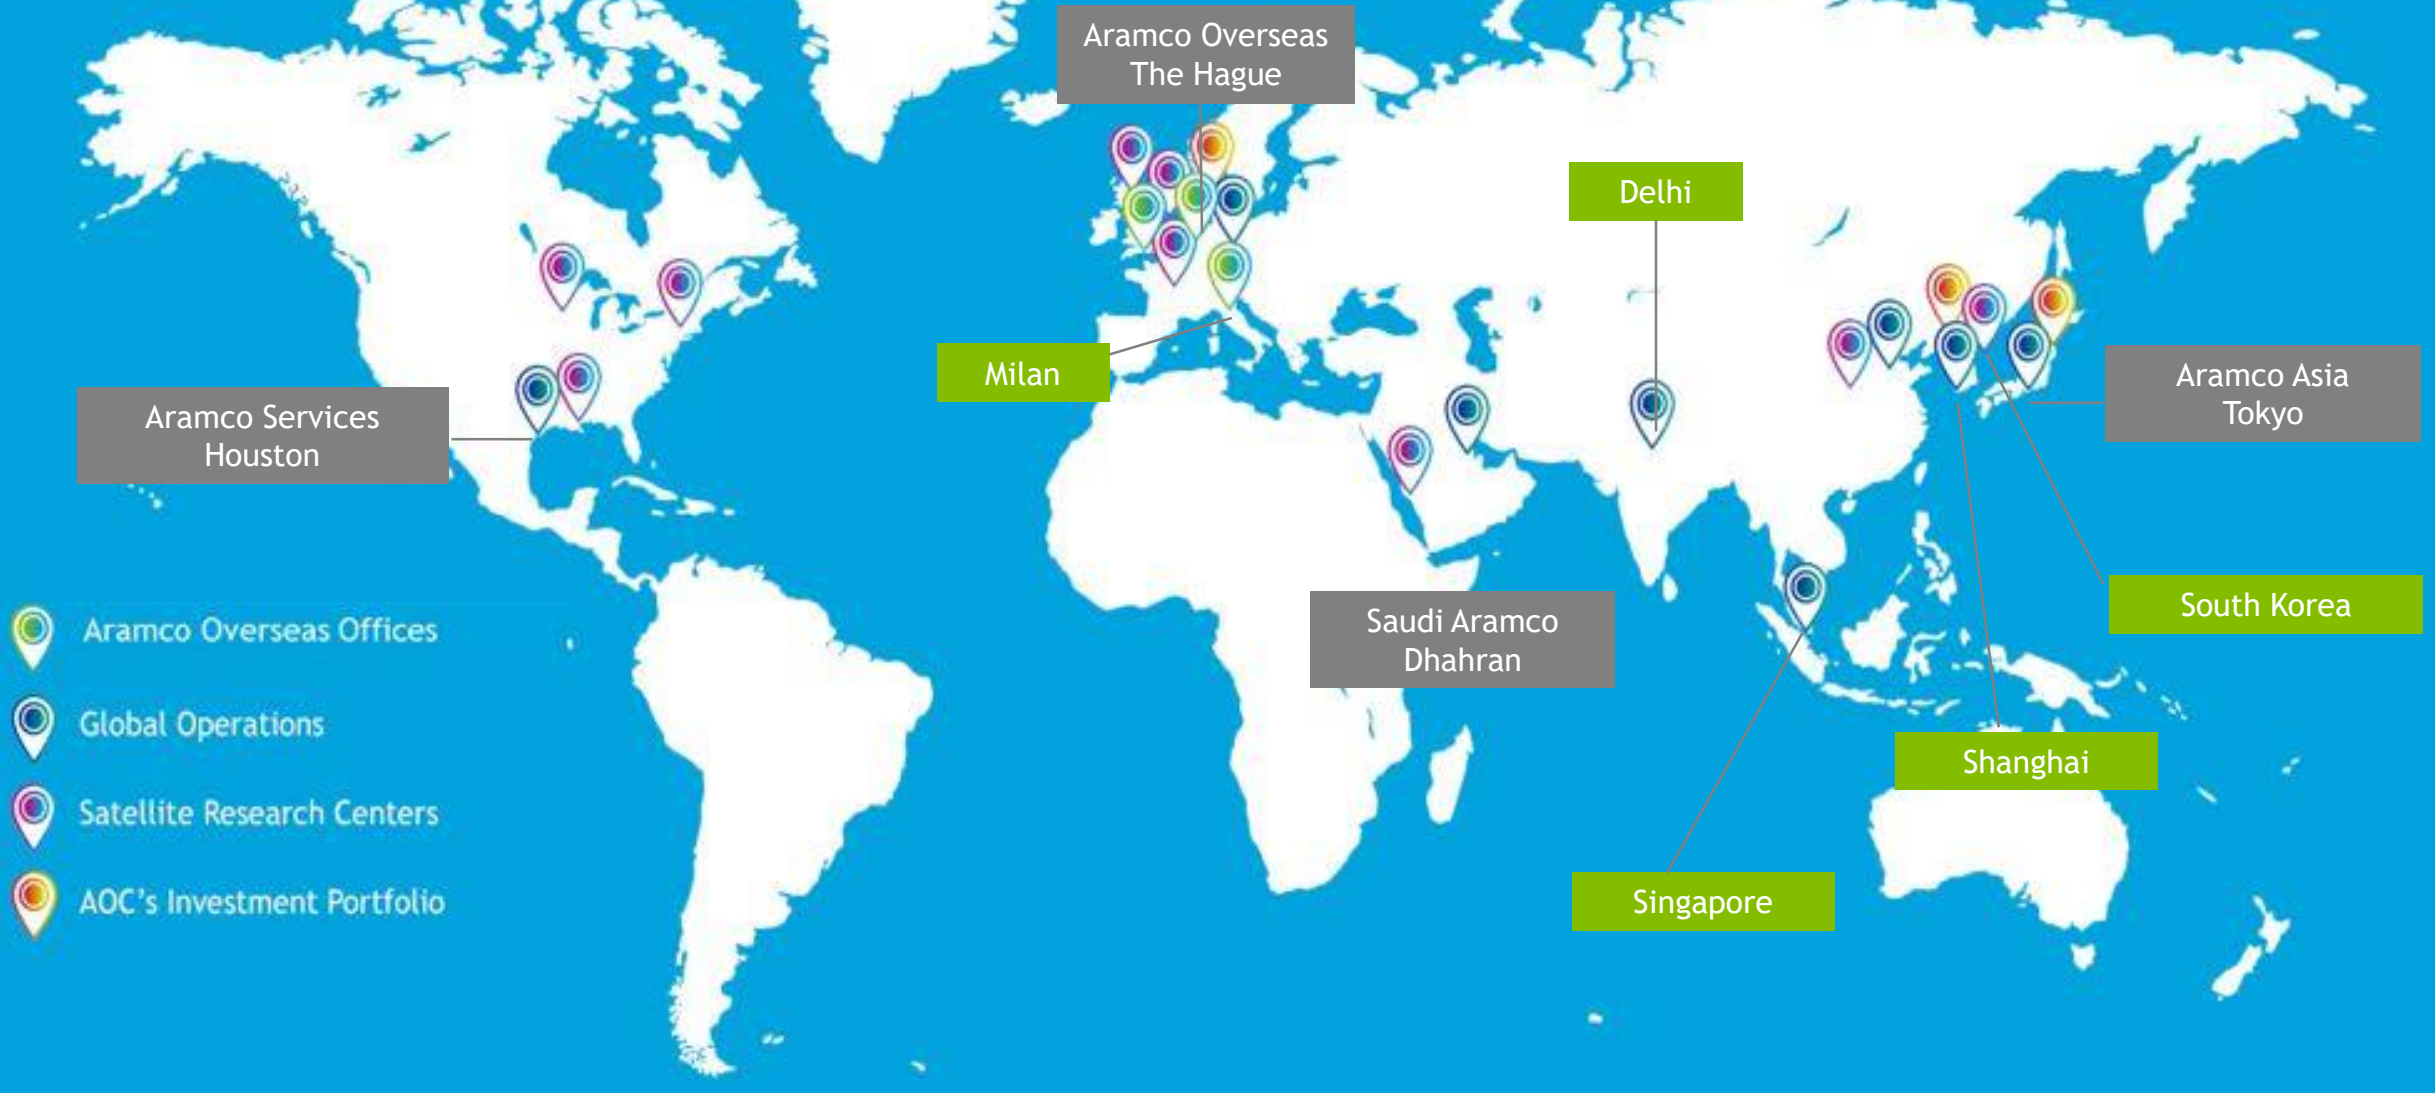 Aramco Overseas
The Hague
Delhi
Milan
Aramco Services
Houston
Aramco Asia
Tokyo
South Korea
Saudi Aramco
Dhahran
Shanghai
Singapore
Aramco Overseas Offices
Global Operations
Satellite Research Centers
AOC's Investment Portfolio